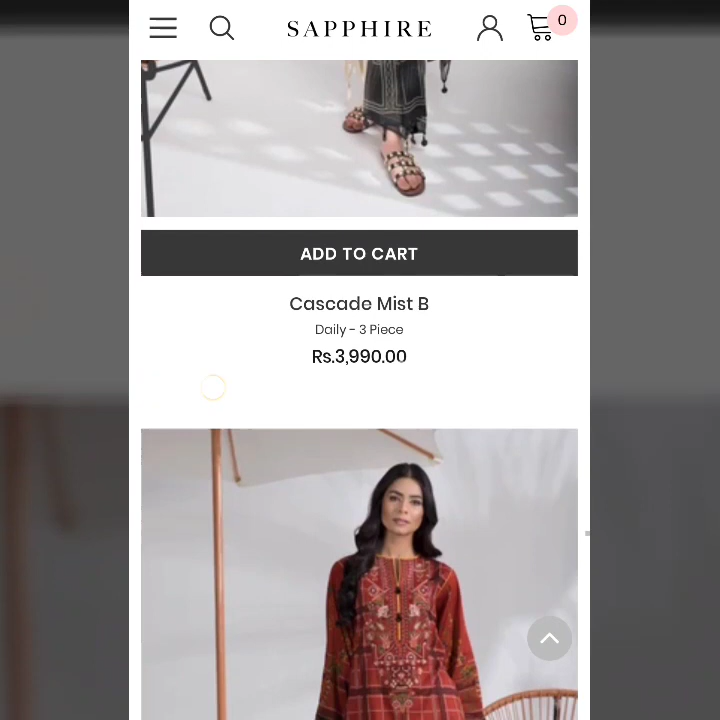 SAPPHIRE
0
ADD TO CART
Cascade Mist B
Daily - 3 Piece
Rs.3,990.00